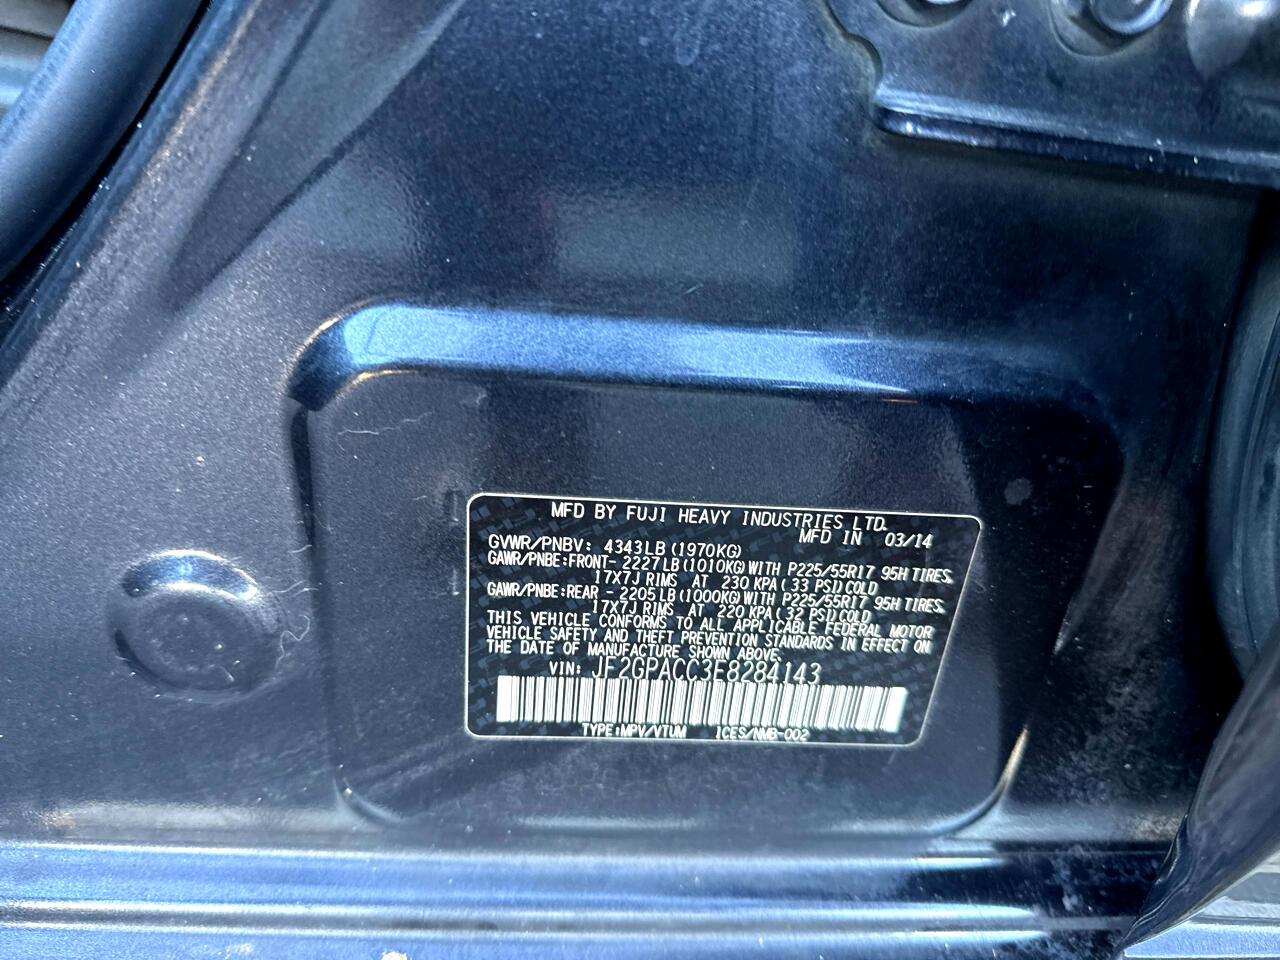 MFD BY FUJI HEAVY INDUSTRIES LTD.
MFD IN 03/14
GVWR/PNBV: 4343LB (1970KG)
GAWR/PNBE: FRONT- 2227LB (1010KG) WITH P225/55R17 95H TIRES,
17X7J RIMS AT 230 KPA (33 PSI) COLD
GAWR/PNBE: REAR - 2205LB (1000KG) WITH P225/55R17 95H TIRES,
17X7J RIMS AT 220 KPA (32 PSI) COLD
THIS VEHICLE CONFORMS TO ALL APPLICABLE FEDERAL MOTOR
VEHICLE SAFETY AND THEFT PREVENTION STANDARDS IN EFFECT ON
THE DATE OF MANUFACTURE SHOWN ABOVE.
VIN: JF2GPACC3E8284143
TYPE:MPV/VTUM ICES/NMB-002